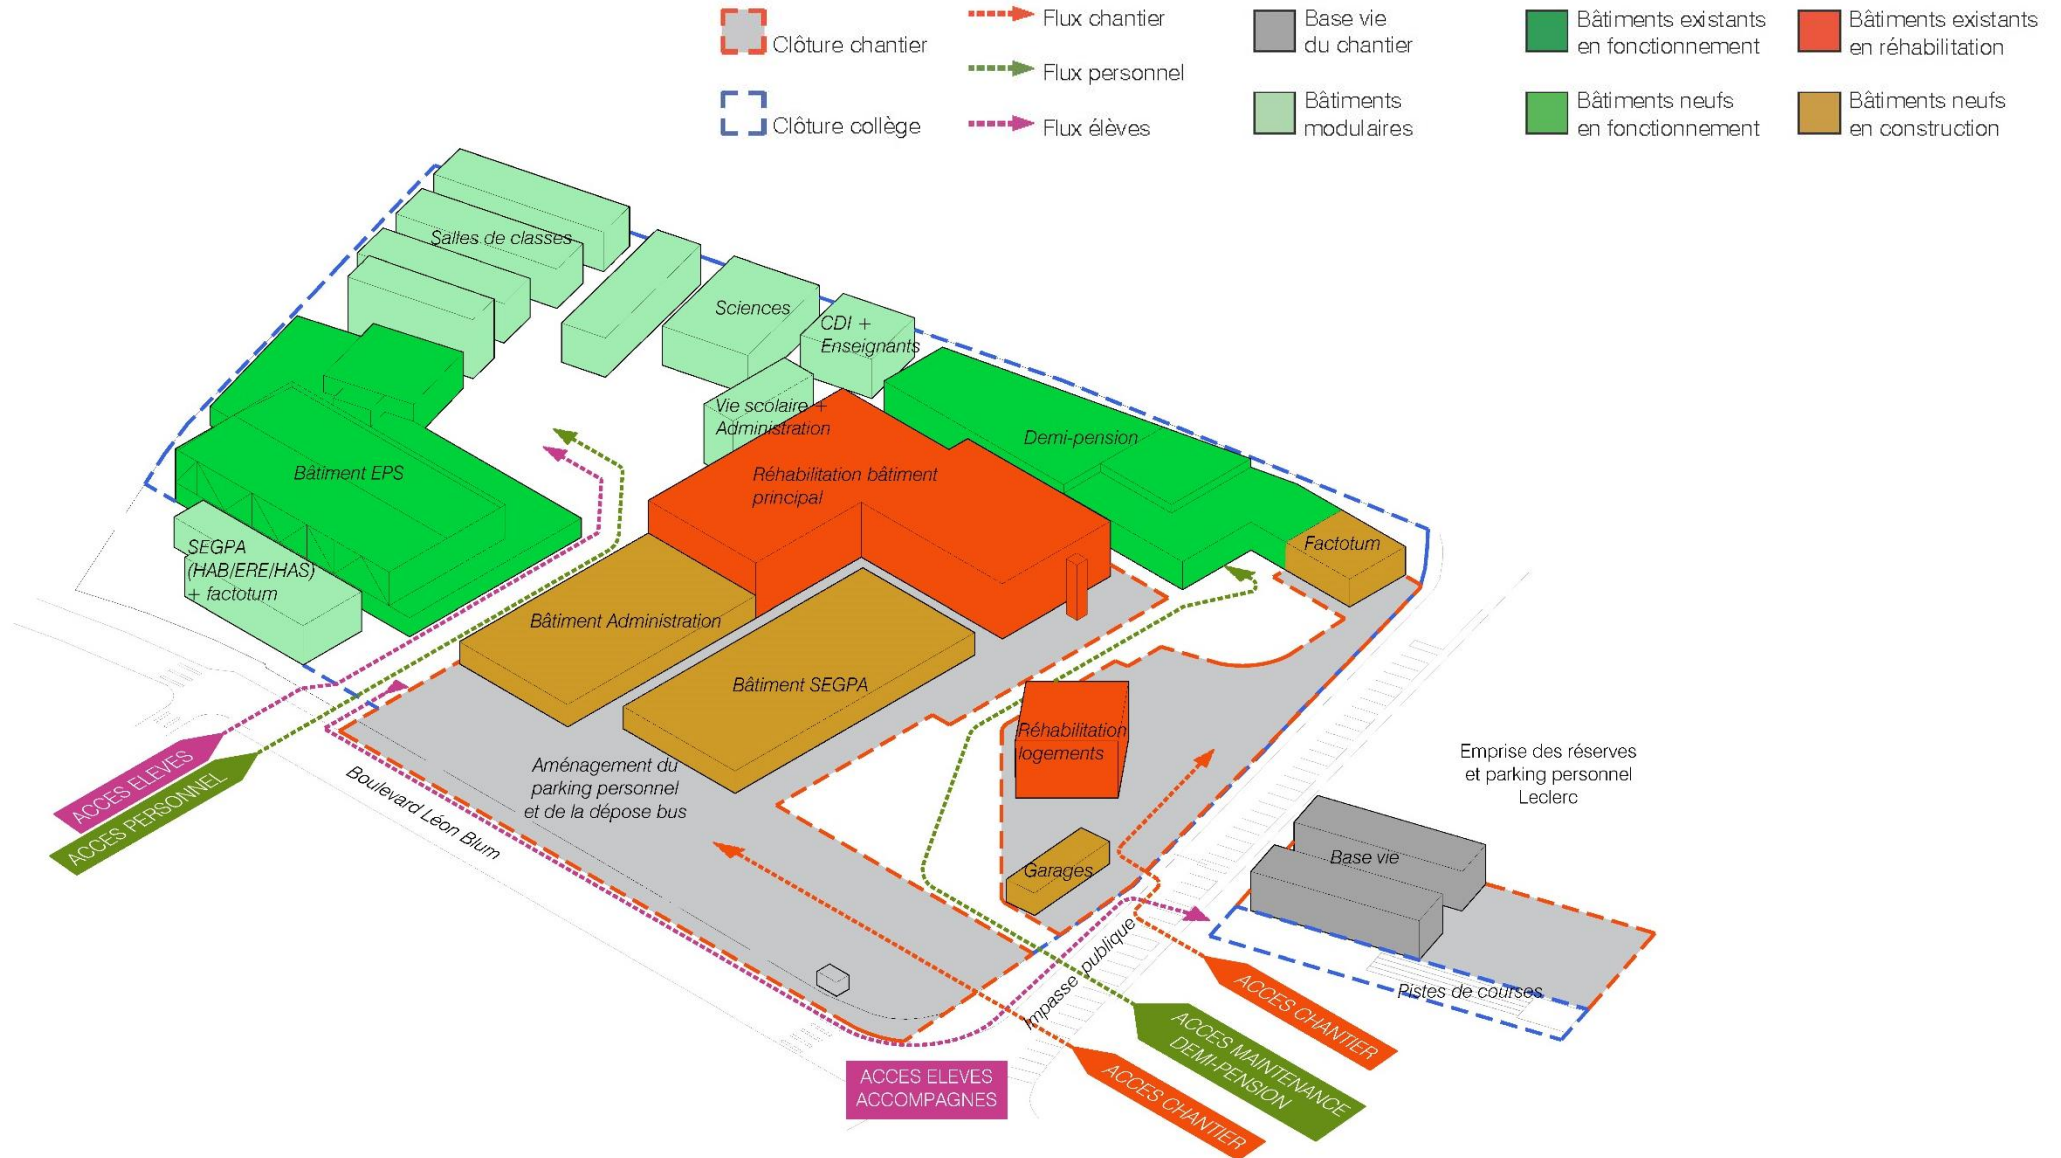 Clôture chantier
Clôture collège
Flux chantier
Flux personnel
Flux élèves
Base vie
du chantier
Bâtiments
modulaires
Bâtiments existants
en fonctionnement
Bâtiments neufs
en fonctionnement
Bâtiments existants
en réhabilitation
Bâtiments neufs
en construction
Salles de classes
Sciences
CDI +
Enseignants
Vie scolaire +
Administration
Demi-pension
Bâtiment EPS
Réhabilitation bâtiment
principal
Factotum
SEGPA
(HAB/ERE/HAS)
+ factotum
Bâtiment Administration
Bâtiment SEGPA
Réhabilitation
logements
Aménagement du
parking personnel
et de la dépose bus
Emprise des réserves
et parking personnel
Leclerc
ACCES ELEVES
ACCES PERSONNEL
Boulevard Léon Blum
Garages
Base vie
Impasse publique
Pistes de courses
ACCES CHANTIER
ACCES MAINTENANCE
DEMI-PENSION
ACCES ELEVES
ACCOMPAGNES
ACCES CHANTIER